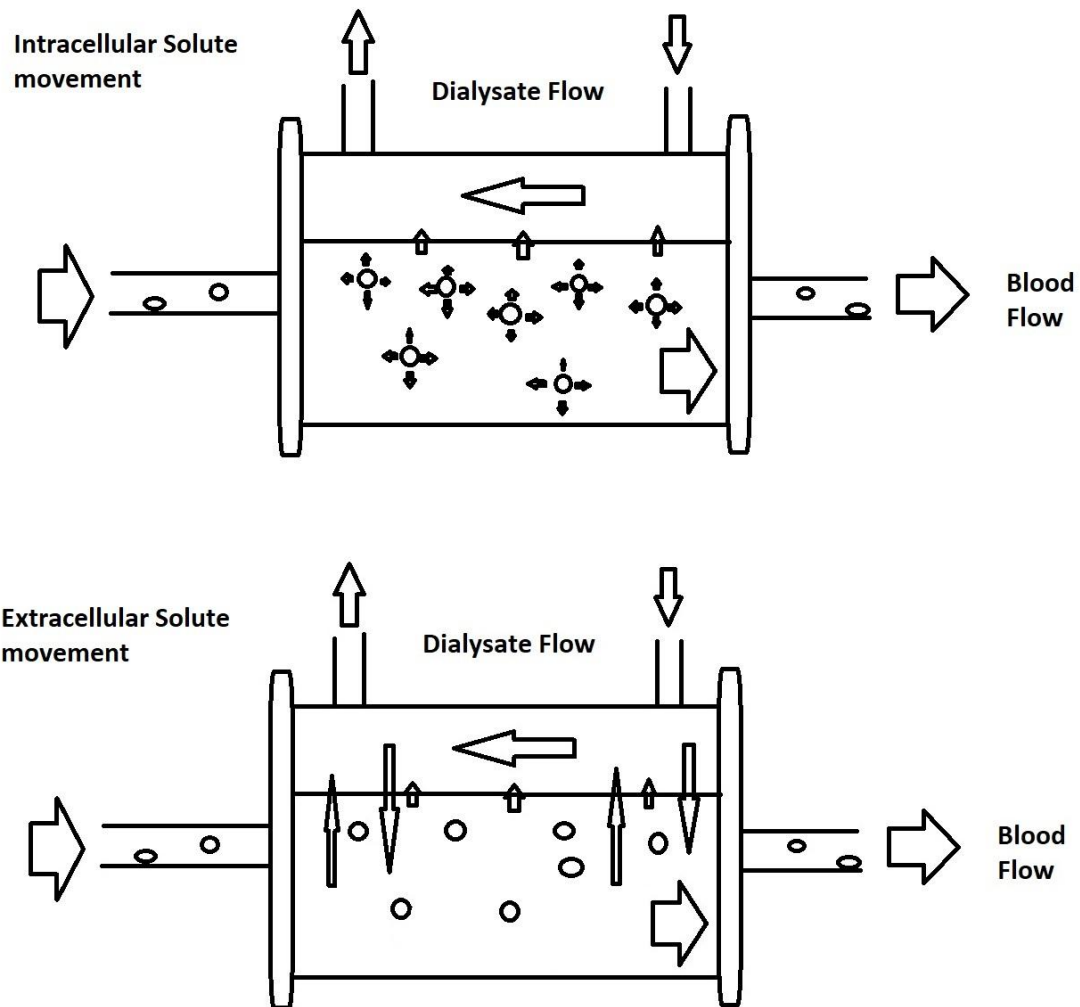 Intracellular Solute
movement
Dialysate Flow
Blood
Flow
Extracellular Solute
movement
Dialysate Flow
Blood
Flow